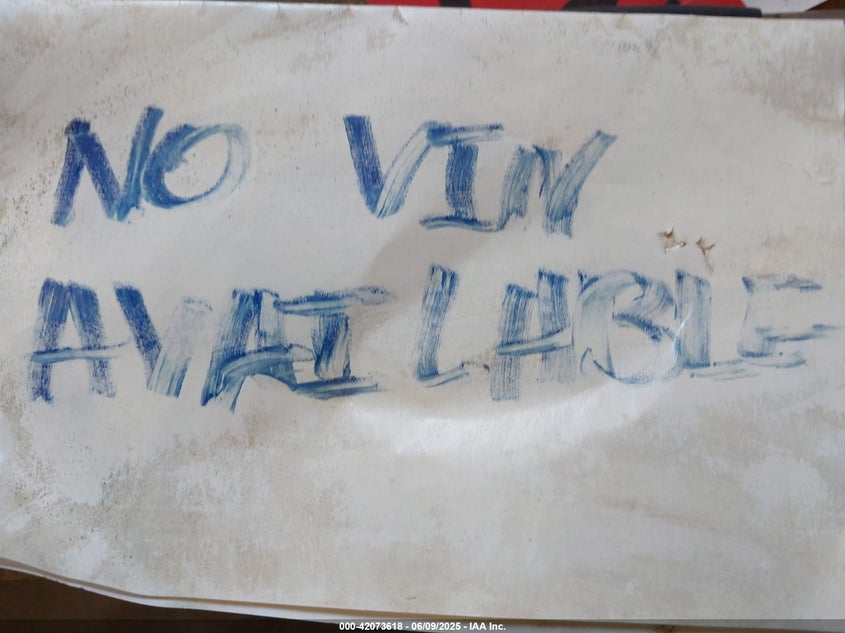 NO VIN
AVAILABLE
000-42073618 - 06/09/2025 - IAA Inc.